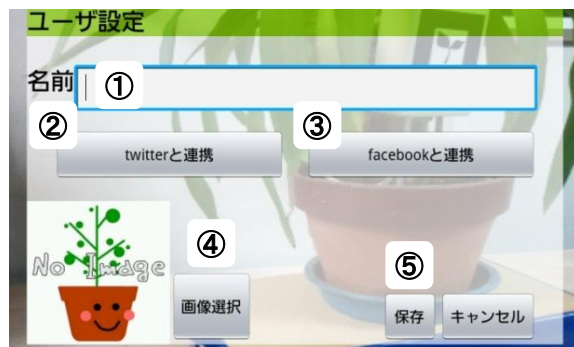 ユーザ設定
名前 ①
② ③
twitterと連携 facebookと連携
No Image
④
画像選択
⑤
保存 キャンセル